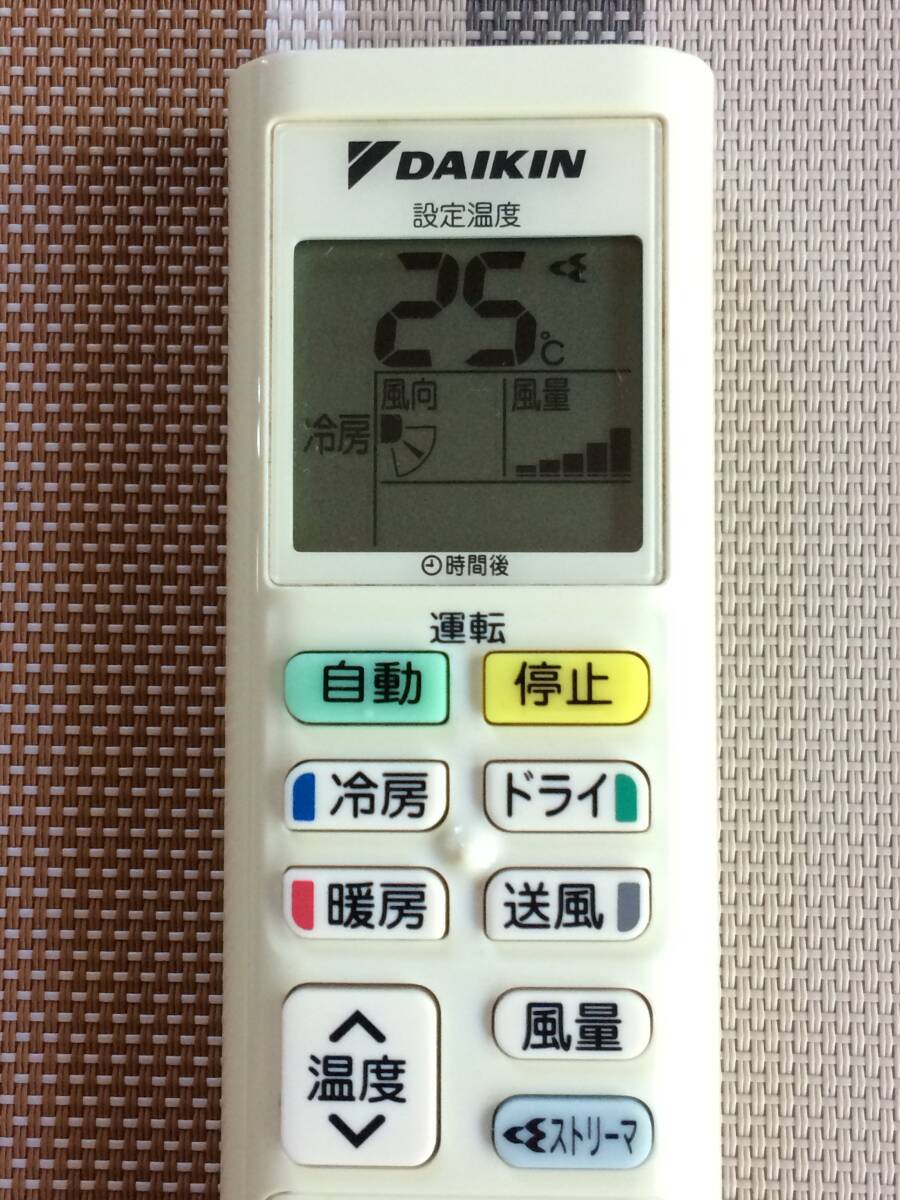 DAIKIN
設定温度
25℃
風向 風量
冷房
時間後
運転
自動 停止
冷房 ドライ
暖房 送風
温度 風量
ストリーマ